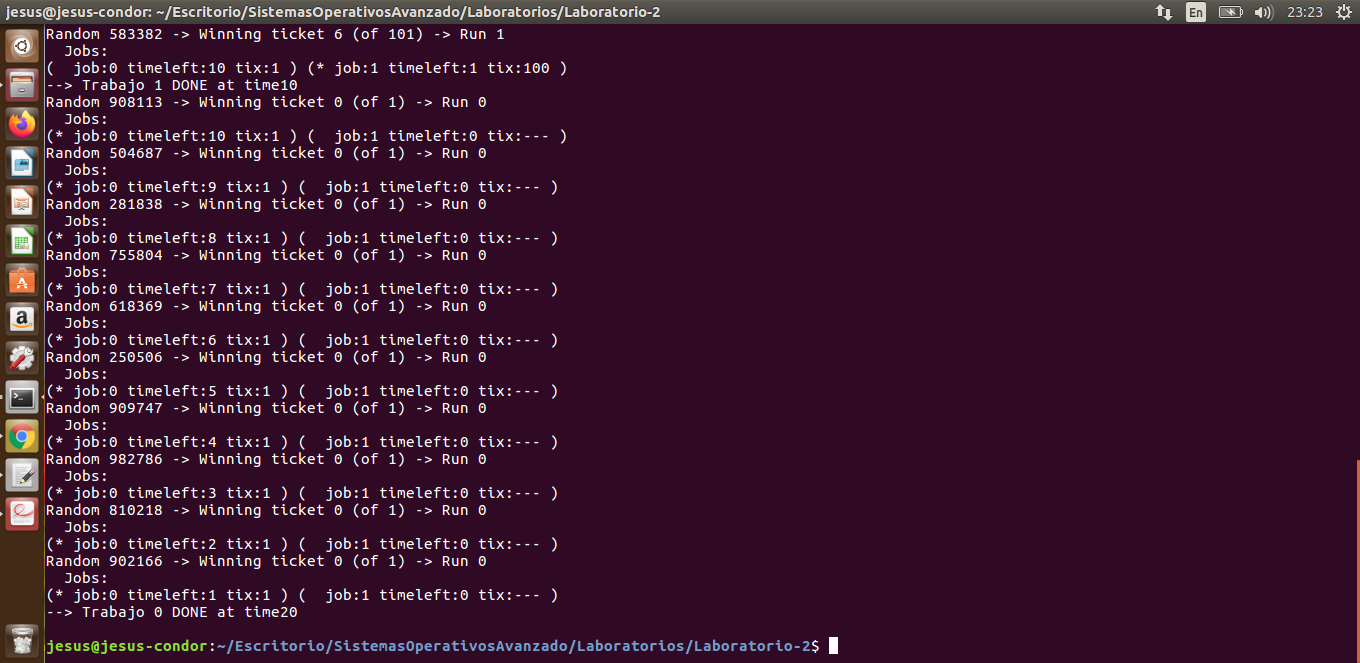 jesus@jesus-condor: ~/Escritorio/SistemasOperativosAvanzado/Laboratorios/Laboratorio-2 En 23:23
Random 583382 -> Winning ticket 6 (of 101) -> Run 1
  Jobs:
(  job:0 timeleft:10 tix:1 ) (* job:1 timeleft:1 tix:100 )
--> Trabajo 1 DONE at time10
Random 908113 -> Winning ticket 0 (of 1) -> Run 0
  Jobs:
(* job:0 timeleft:10 tix:1 ) (  job:1 timeleft:0 tix:--- )
Random 504687 -> Winning ticket 0 (of 1) -> Run 0
  Jobs:
(* job:0 timeleft:9 tix:1 ) (  job:1 timeleft:0 tix:--- )
Random 281838 -> Winning ticket 0 (of 1) -> Run 0
  Jobs:
(* job:0 timeleft:8 tix:1 ) (  job:1 timeleft:0 tix:--- )
Random 755804 -> Winning ticket 0 (of 1) -> Run 0
  Jobs:
(* job:0 timeleft:7 tix:1 ) (  job:1 timeleft:0 tix:--- )
Random 618369 -> Winning ticket 0 (of 1) -> Run 0
  Jobs:
(* job:0 timeleft:6 tix:1 ) (  job:1 timeleft:0 tix:--- )
Random 250506 -> Winning ticket 0 (of 1) -> Run 0
  Jobs:
(* job:0 timeleft:5 tix:1 ) (  job:1 timeleft:0 tix:--- )
Random 909747 -> Winning ticket 0 (of 1) -> Run 0
  Jobs:
(* job:0 timeleft:4 tix:1 ) (  job:1 timeleft:0 tix:--- )
Random 982786 -> Winning ticket 0 (of 1) -> Run 0
  Jobs:
(* job:0 timeleft:3 tix:1 ) (  job:1 timeleft:0 tix:--- )
Random 810218 -> Winning ticket 0 (of 1) -> Run 0
  Jobs:
(* job:0 timeleft:2 tix:1 ) (  job:1 timeleft:0 tix:--- )
Random 902166 -> Winning ticket 0 (of 1) -> Run 0
  Jobs:
(* job:0 timeleft:1 tix:1 ) (  job:1 timeleft:0 tix:--- )
--> Trabajo 0 DONE at time20
jesus@jesus-condor:~/Escritorio/SistemasOperativosAvanzado/Laboratorios/Laboratorio-2$